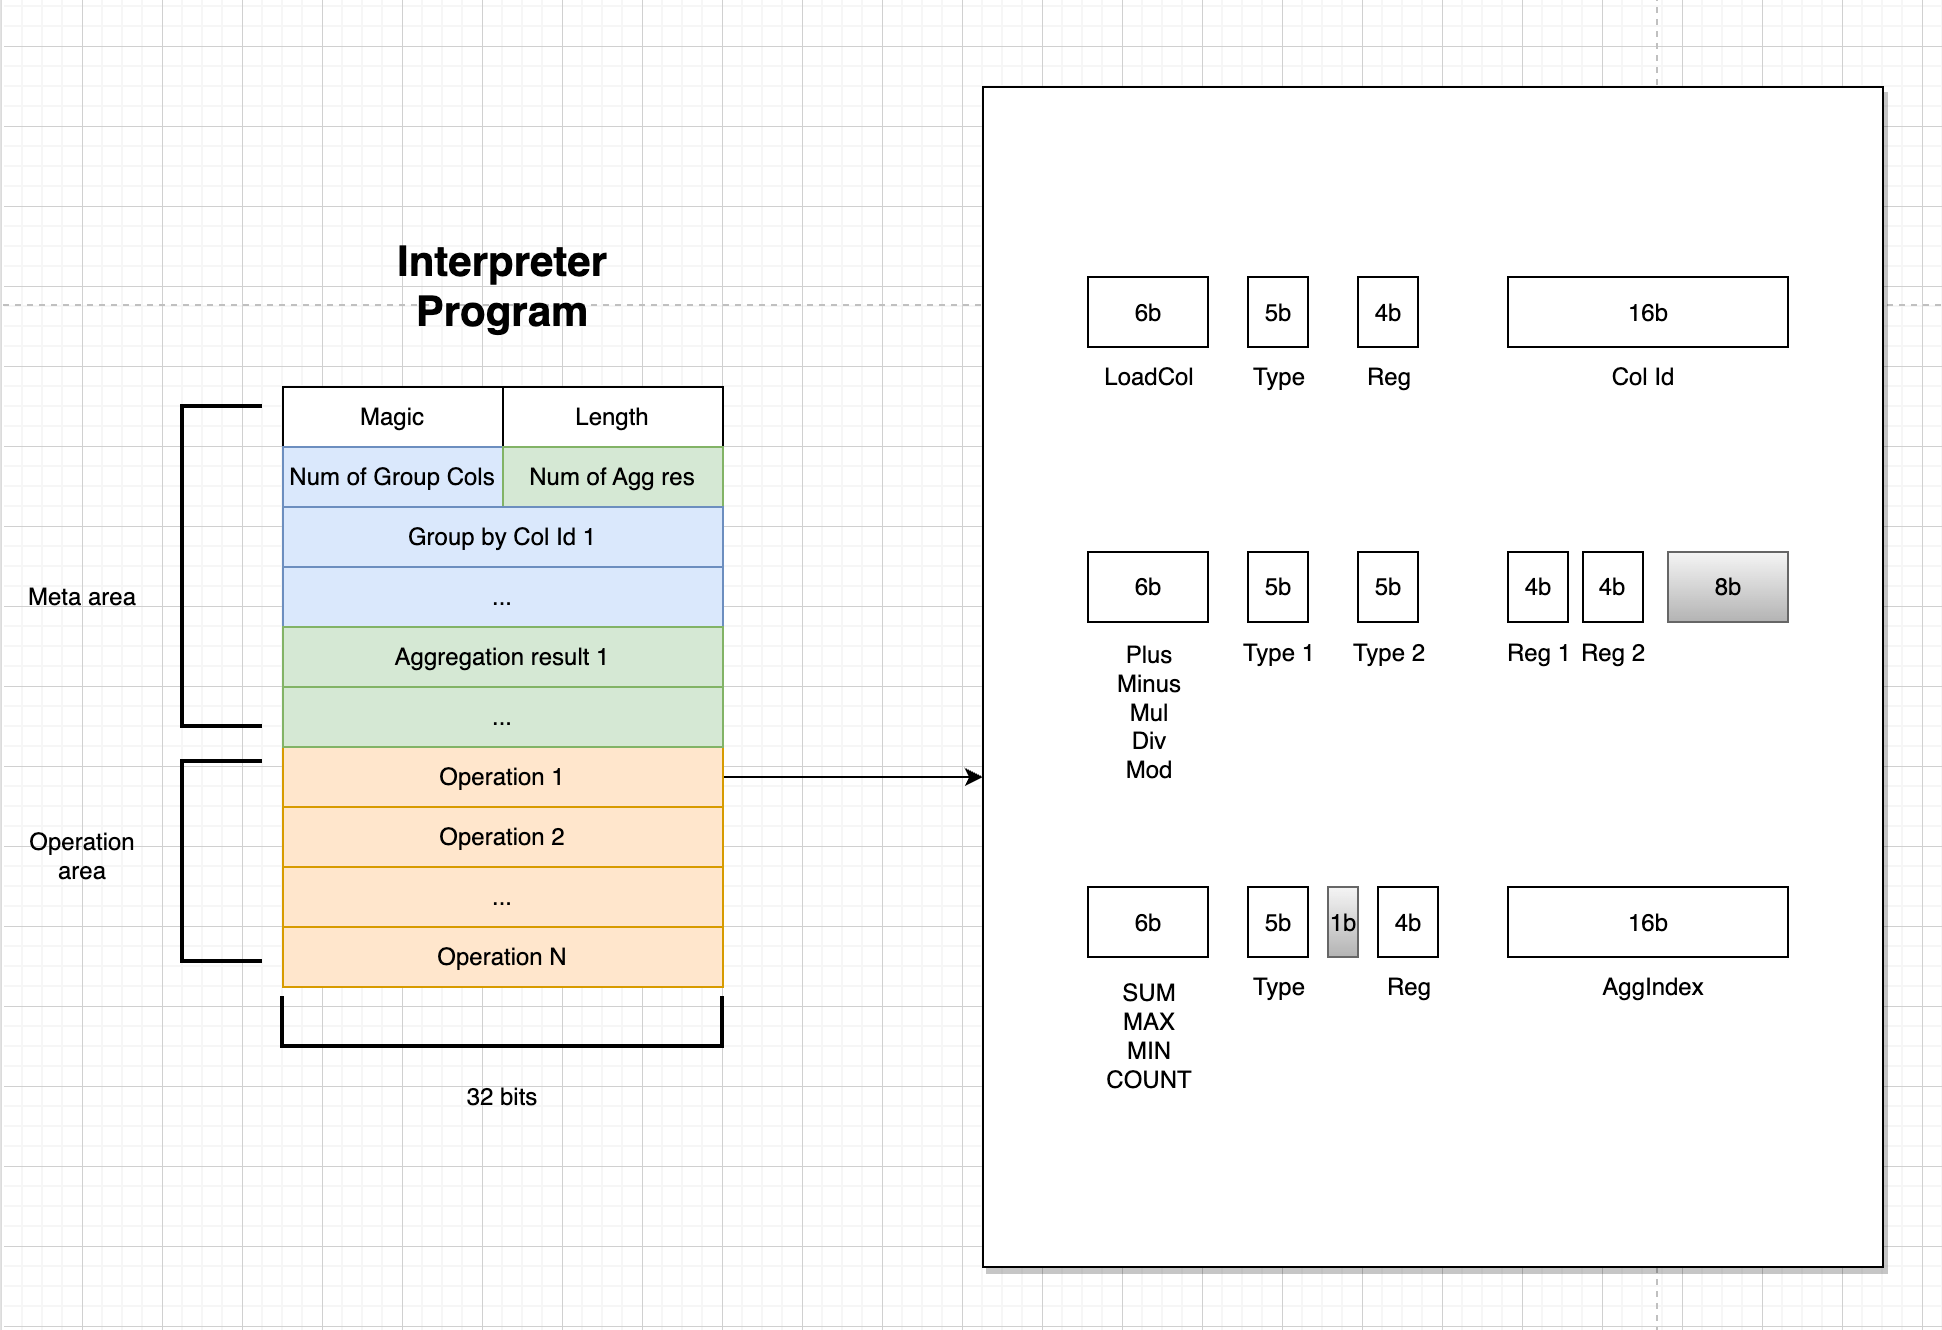 Interpreter
Program
Magic
Length
Num of Group Cols
Num of Agg res
Group by Col Id 1
...
Aggregation result 1
...
Operation 1
Operation 2
...
Operation N
Meta area
Operation
area
32 bits
6b
5b
4b
16b
LoadCol
Type
Reg
Col Id
6b
5b
5b
4b
4b
8b
Plus
Minus
Mul
Div
Mod
Type 1
Type 2
Reg 1
Reg 2
6b
5b
1b
4b
16b
SUM
MAX
MIN
COUNT
Type
Reg
AggIndex